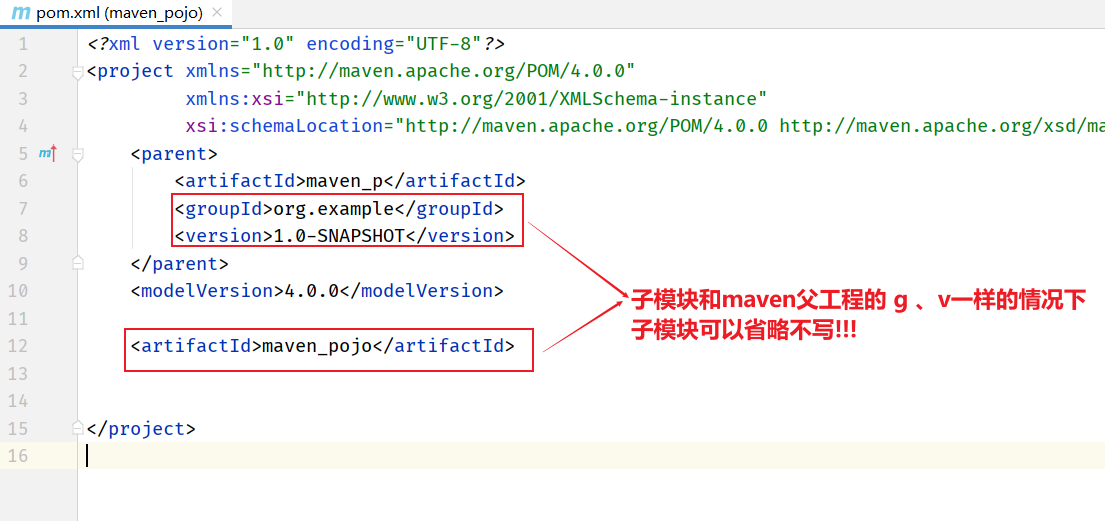 m pom.xml (maven_pojo) ×
1 <?xml version="1.0" encoding="UTF-8"?>
2 <project xmlns="http://maven.apache.org/POM/4.0.0"
3 xmlns:xsi="http://www.w3.org/2001/XMLSchema-instance"
4 xsi:schemaLocation="http://maven.apache.org/POM/4.0.0 http://maven.apache.org/xsd/ma
5 m <parent>
6 <artifactId>maven_p</artifactId>
7 <groupId>org.example</groupId>
8 <version>1.0-SNAPSHOT</version>
9 </parent>
10 <modelVersion>4.0.0</modelVersion>
子模块和maven父工程的 g 、v一样的情况下
11
子模块可以省略不写!!!
12 <artifactId>maven_pojo</artifactId>
13
14
15 </project>
16